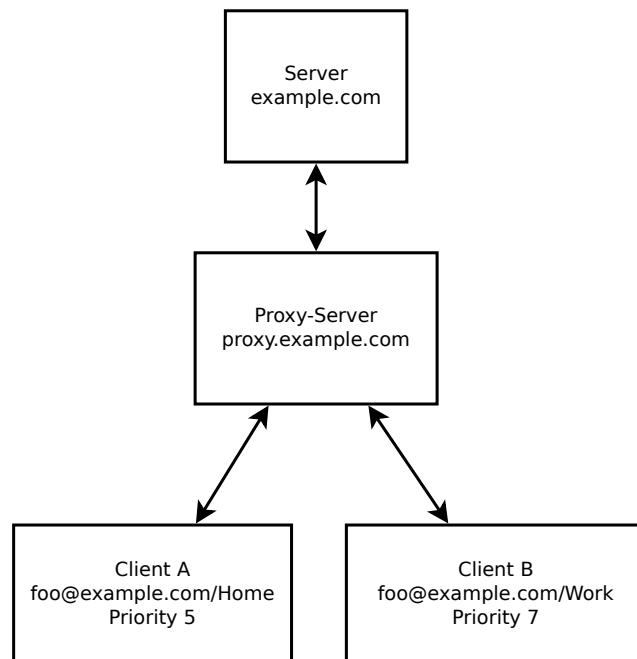 Server
example.com
Proxy-Server
proxy.example.com
Client A
foo@example.com/Home
Priority 5
Client B
foo@example.com/Work
Priority 7